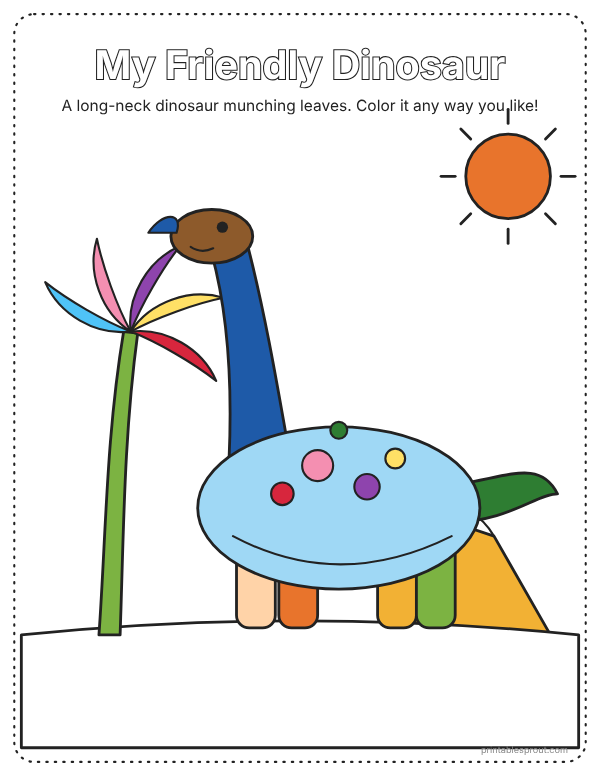 My Friendly Dinosaur
A long-neck dinosaur munching leaves. Color it any way you like!
printablesprout.com